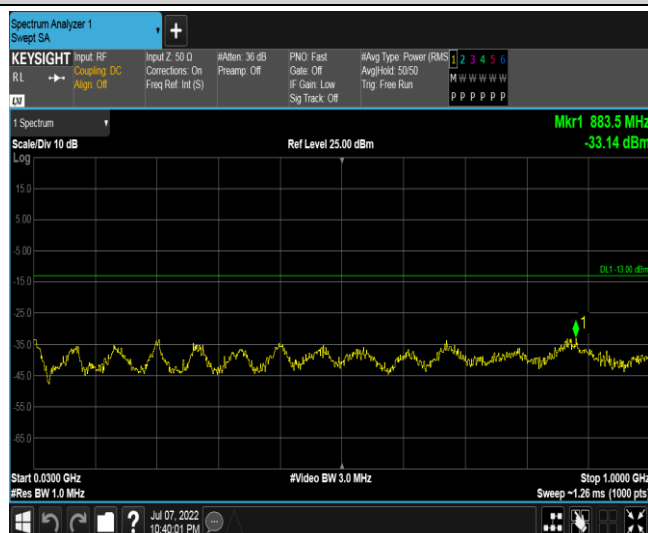 Spectrum Analyzer 1
Swept SA
+
KEYSIGHT
RL
LXI
Input: RF
Coupling: DC
Align: Off
Input Z: 50 Ω
Corrections: On
Freq Ref: Int (S)
#Atten: 36 dB
Preamp: Off
PNO: Fast
Gate: Off
IF Gain: Low
Sig Track: Off
#Avg Type: Power (RMS
Avg|Hold: 50/50
Trig: Free Run
1 2 3 4 5 6
M W W W W W
P P P P P P
1 Spectrum
Mkr1 883.5 MHz
-33.14 dBm
Scale/Div 10 dB
Ref Level 25.00 dBm
Log
15.0
5.00
-5.00
DL1 -13.00 dBm
-15.0
-25.0
1
-35.0
-45.0
-55.0
-65.0
Start 0.0300 GHz
#Video BW 3.0 MHz
Stop 1.0000 GHz
#Res BW 1.0 MHz
Sweep ~1.26 ms (1000 pts)
?
Jul 07, 2022
10:40:01 PM